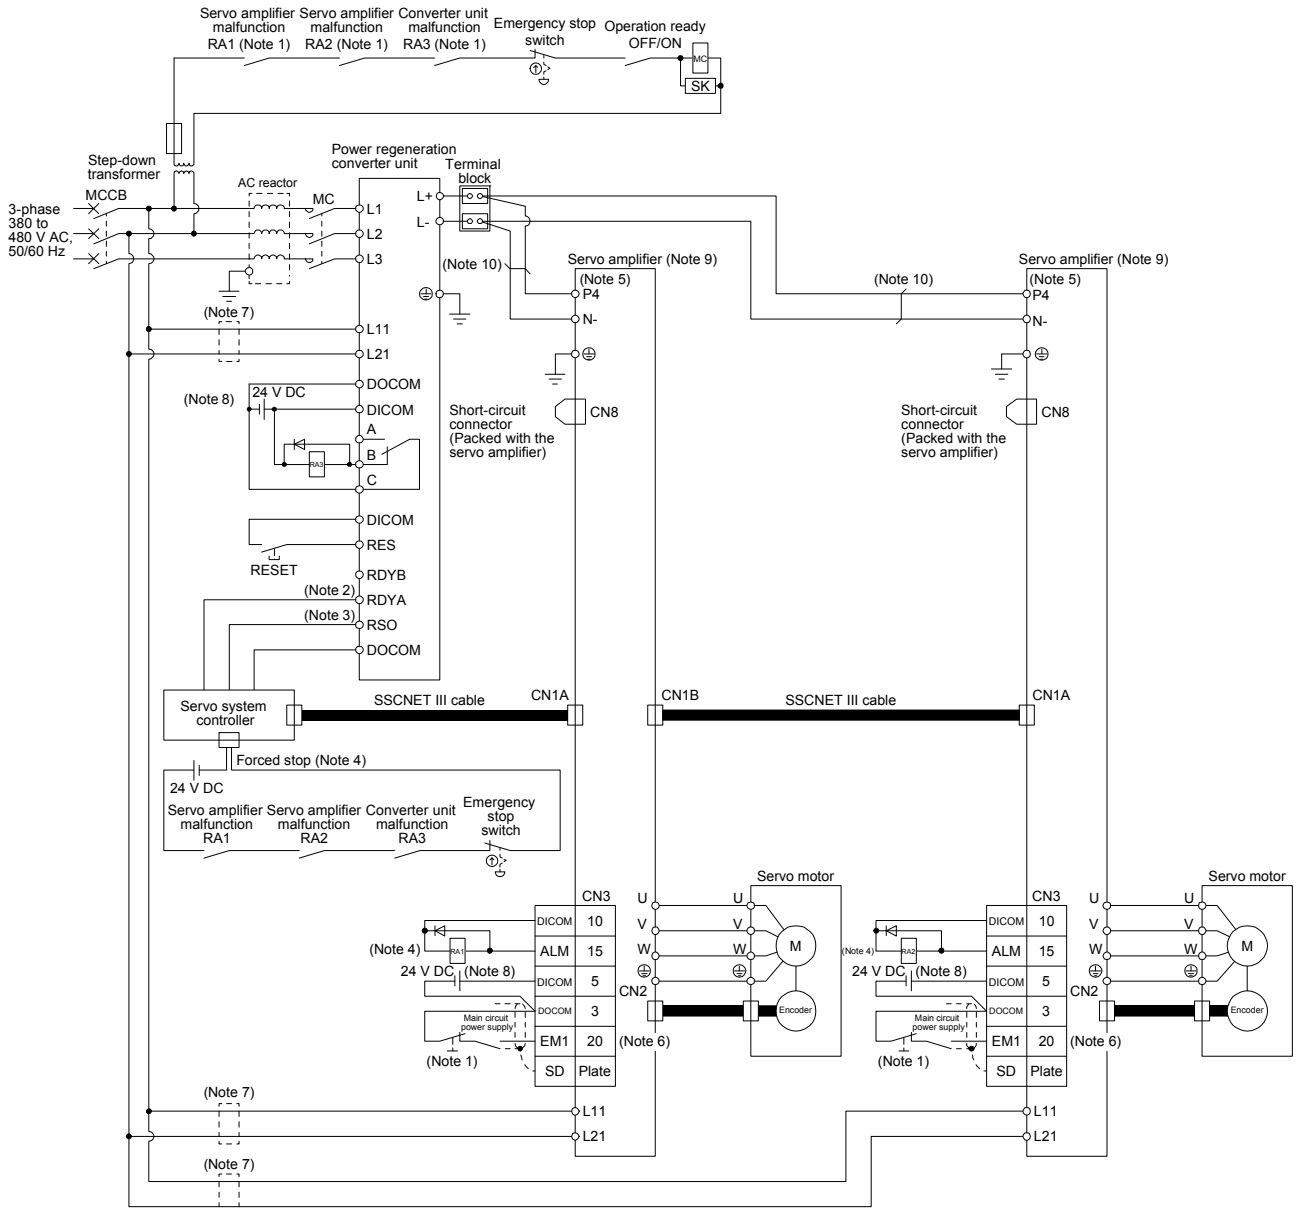 Servo amplifier
malfunction
RA1 (Note 1)
Servo amplifier
malfunction
RA2 (Note 1)
Converter unit
malfunction
RA3 (Note 1)
Emergency stop
switch
Operation ready
OFF/ON
MC
SK
Step-down
transformer
MCCB
AC reactor
MC
Power regeneration
converter unit
Terminal
block
3-phase
380 to
480 V AC,
50/60 Hz
L1
L2
L3
L+
L-
(Note 10)
Servo amplifier (Note 9)
(Note 5)
P4
N-
(Note 10)
Servo amplifier (Note 9)
(Note 5)
P4
N-
(Note 7)
L11
L21
(Note 8)
24 V DC
DOCOM
DICOM
A
B
C
RA3
Short-circuit
connector
(Packed with the
servo amplifier)
CN8
Short-circuit
connector
(Packed with the
servo amplifier)
CN8
DICOM
RES
RESET
RDYB
(Note 2)
RDYA
(Note 3)
RSO
DOCOM
Servo system
controller
SSCNET III cable
CN1A
CN1B
SSCNET III cable
CN1A
Forced stop (Note 4)
24 V DC
Servo amplifier
malfunction
RA1
Servo amplifier
malfunction
RA2
Converter unit
malfunction
RA3
Emergency
stop
switch
CN3
DICOM 10
ALM 15
DICOM 5
DOCOM 3
EM1 20
SD Plate
(Note 4)
RA1
24 V DC
(Note 8)
Main circuit
power supply
(Note 1)
U
V
W
CN2
(Note 6)
Servo motor
U
V
W
M
Encoder
CN3
DICOM 10
ALM 15
DICOM 5
DOCOM 3
EM1 20
SD Plate
(Note 4)
RA2
24 V DC
(Note 8)
Main circuit
power supply
(Note 1)
U
V
W
CN2
(Note 6)
Servo motor
U
V
W
M
Encoder
(Note 7)
L11
L21
L11
L21
(Note 7)